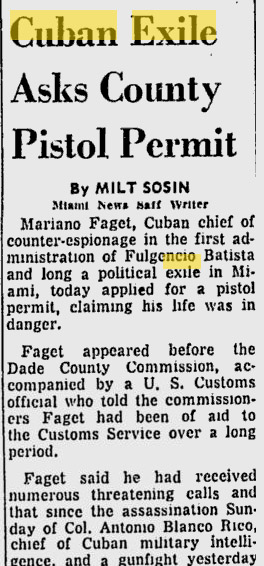 Cuban Exile
Asks County
Pistol Permit
By MILT SOSIN
Miami News Saff Writer
Mariano Faget, Cuban chief of
counter-espionage in the first ad-
ministration of Fulgencio Batista
and long a political exile in Mi-
ami, today applied for a pistol
permit, claiming his life was in
danger.
Faget appeared before the
Dade County Commission, ac-
companied by a U. S. Customs
official who told the commission-
ers Faget had been of aid to
the Customs Service over a long
period.
Faget said he had received
numerous threatening calls and
that since the assassination Sun-
day of Col. Antonio Blanco Rico,
chief of Cuban military intelli-
gence, and a gunfight yesterday